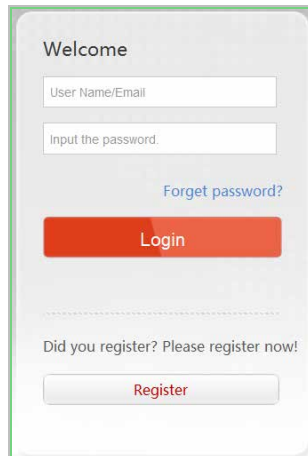 Welcome
User Name/Email
Input the password.
Forget password?
Login
Did you register? Please register now!
Register